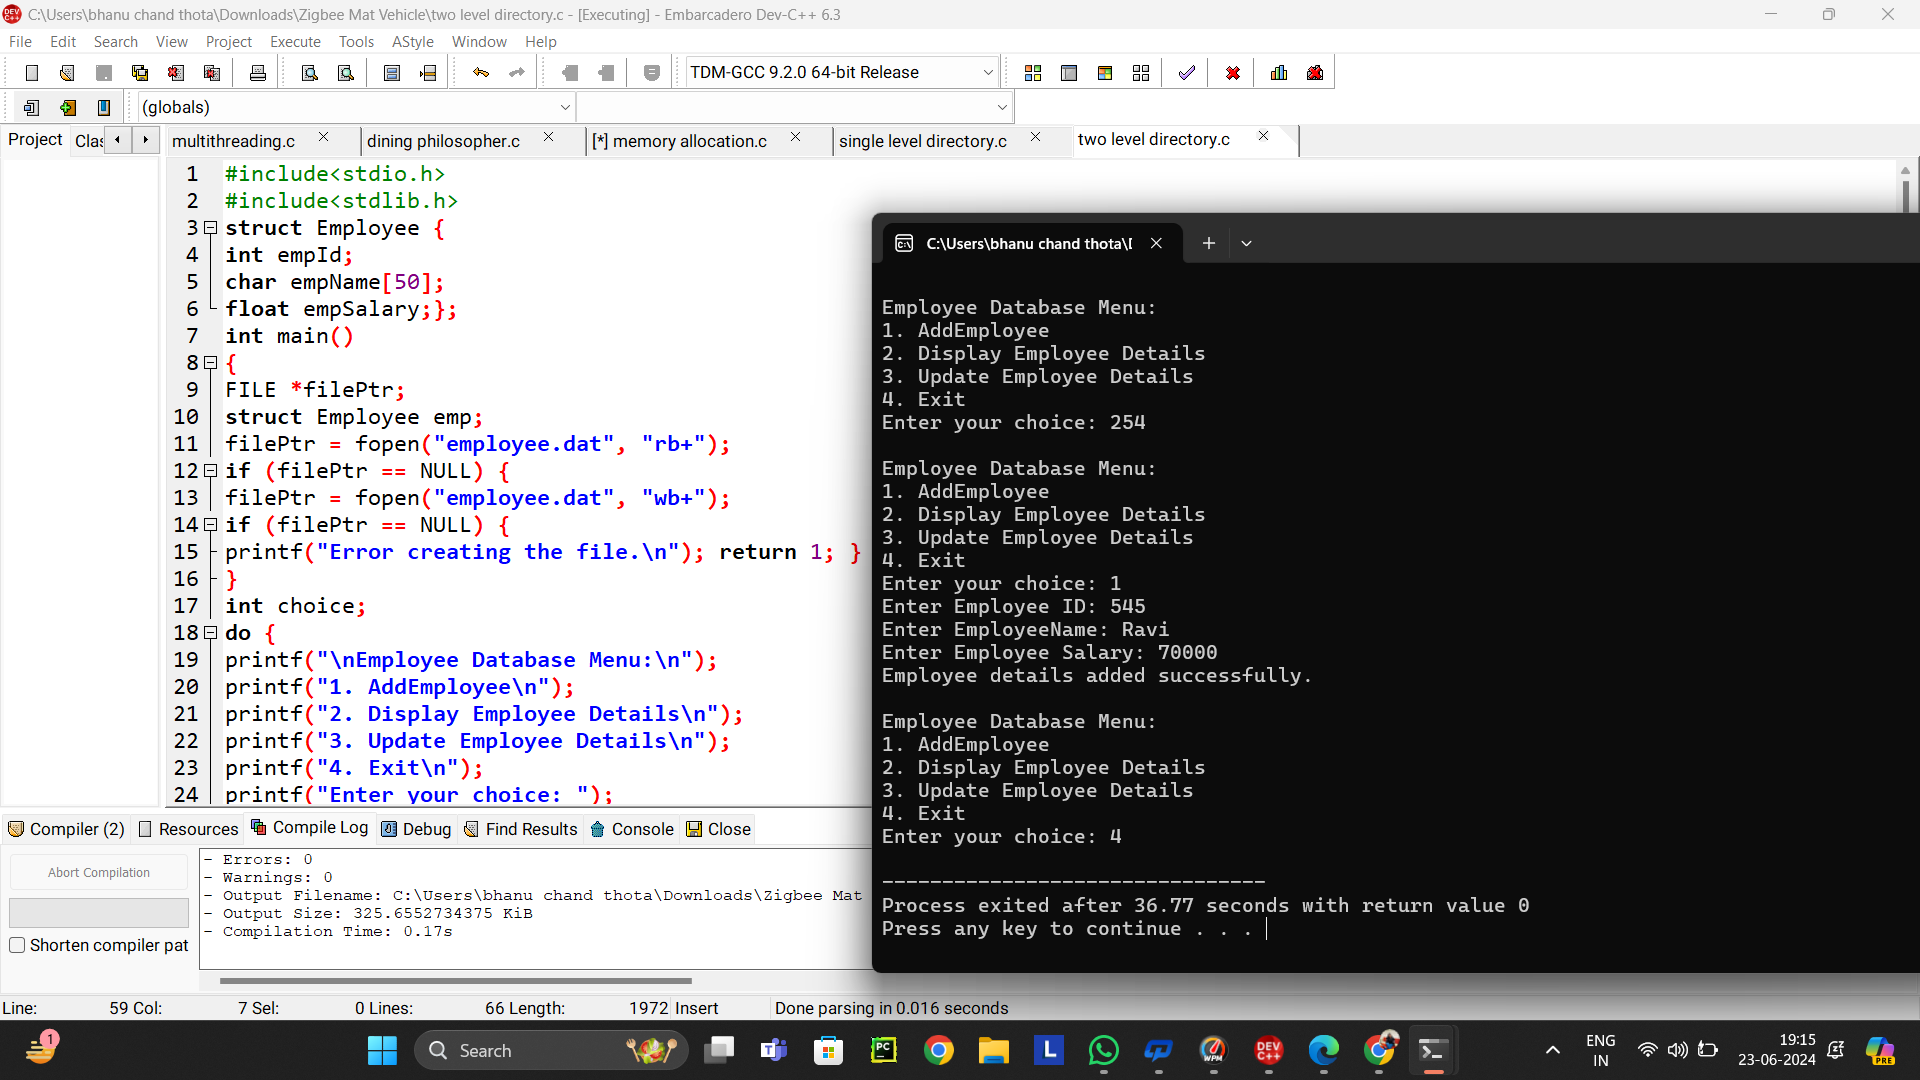 C:\Users\bhanu chand thota\Downloads\Zigbee Mat Vehicle\two level directory.c - [Executing] - Embarcadero Dev-C++ 6.3
File Edit Search View Project Execute Tools AStyle Window Help
TDM-GCC 9.2.0 64-bit Release
(globals)
Project Clas multithreading.c dining philosopher.c [*] memory allocation.c single level directory.c two level directory.c
1 #include<stdio.h>
2 #include<stdlib.h>
3 struct Employee {
4 int empId;
5 char empName[50];
6 float empSalary;};
7 int main()
8 {
9 FILE *filePtr;
10 struct Employee emp;
11 filePtr = fopen("employee.dat", "rb+");
12 if (filePtr == NULL) {
13 filePtr = fopen("employee.dat", "wb+");
14 if (filePtr == NULL) {
15 printf("Error creating the file.\n"); return 1; }
16 }
17 int choice;
18 do {
19 printf("\nEmployee Database Menu:\n");
20 printf("1. AddEmployee\n");
21 printf("2. Display Employee Details\n");
22 printf("3. Update Employee Details\n");
23 printf("4. Exit\n");
24 printf("Enter your choice: ");
C:\Users\bhanu chand thota\
Employee Database Menu:
1. AddEmployee
2. Display Employee Details
3. Update Employee Details
4. Exit
Enter your choice: 254
Employee Database Menu:
1. AddEmployee
2. Display Employee Details
3. Update Employee Details
4. Exit
Enter your choice: 1
Enter Employee ID: 545
Enter EmployeeName: Ravi
Enter Employee Salary: 70000
Employee details added successfully.
Employee Database Menu:
1. AddEmployee
2. Display Employee Details
3. Update Employee Details
4. Exit
Enter your choice: 4
--------------------------------
Process exited after 36.77 seconds with return value 0
Press any key to continue . . .
Compiler (2) Resources Compile Log Debug Find Results Console Close
Abort Compilation
Shorten compiler pat
- Errors: 0
- Warnings: 0
- Output Filename: C:\Users\bhanu chand thota\Downloads\Zigbee Mat
- Output Size: 325.6552734375 KiB
- Compilation Time: 0.17s
Line: 59 Col: 7 Sel: 0 Lines: 66 Length: 1972 Insert Done parsing in 0.016 seconds
1
Search
PC
L
WPM
DEV C++
ENG
IN
19:15
23-06-2024
PRE